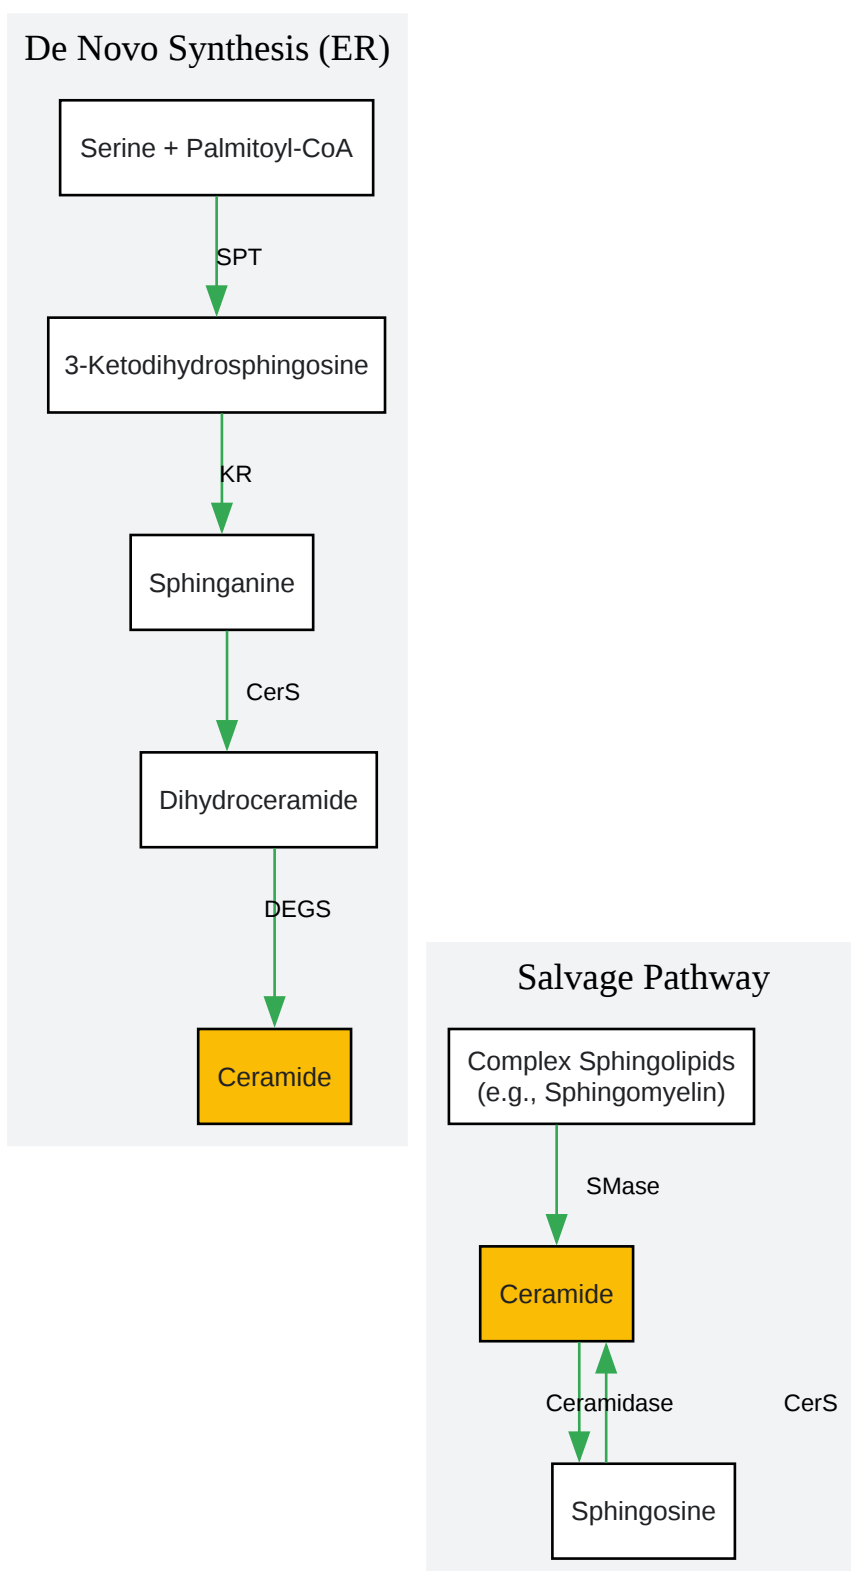 De Novo Synthesis (ER)
Serine + Palmitoyl-CoA
SPT
3-Ketodihydrosphingosine
KR
Sphinganine
CerS
Dihydroceramide
DEGS
Ceramide
Salvage Pathway
Complex Sphingolipids
(e.g., Sphingomyelin)
SMase
Ceramide
Ceramidase
CerS
Sphingosine